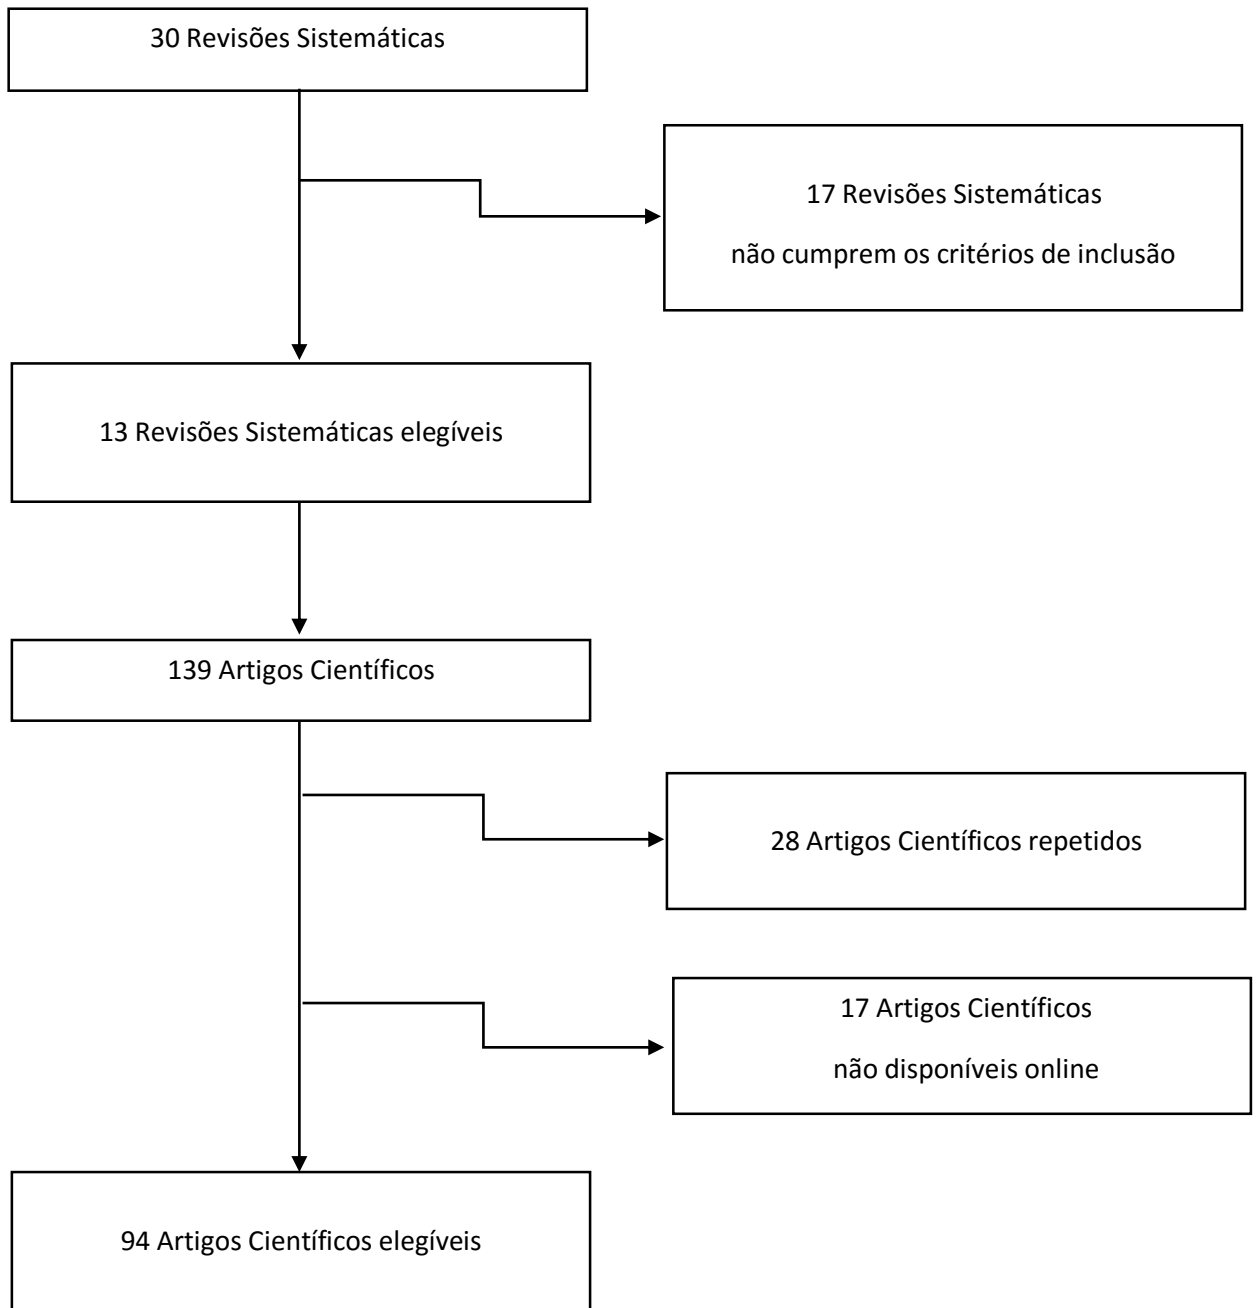 30 Revisões Sistemáticas
17 Revisões Sistemáticas
não cumprem os critérios de inclusão
13 Revisões Sistemáticas elegíveis
139 Artigos Científicos
28 Artigos Científicos repetidos
17 Artigos Científicos
não disponíveis online
94 Artigos Científicos elegíveis